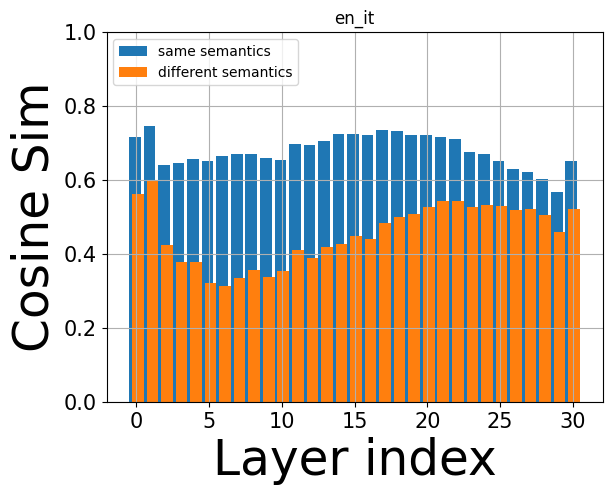 en_it
same semantics
different semantics
Cosine Sim
1.0
0.8
0.6
0.4
0.2
0.0
0 5 10 15 20 25 30
Layer index